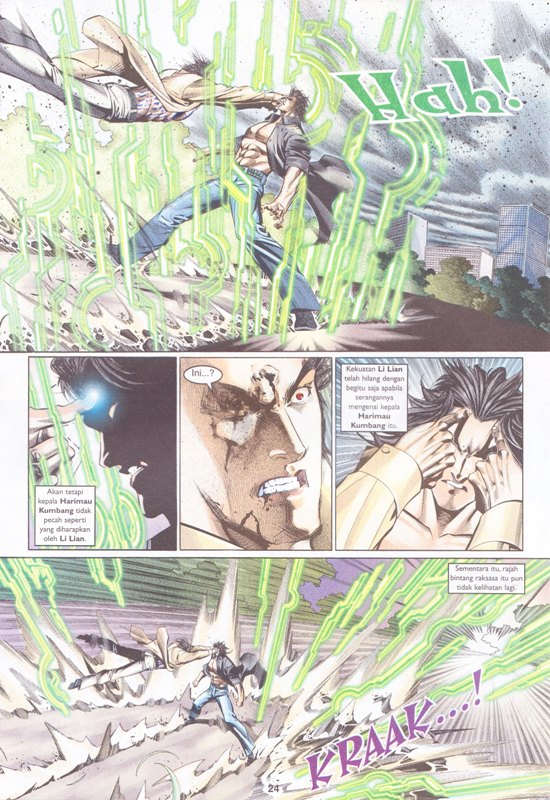 Hah!
Akan tetapi
kepala Harimau
Kumbang tidak
pecah seperti
yang diharapkan
oleh Li Lian.
Ini...?
Kekuatan Li Lian
telah hilang dengan
begitu saja apabila
serangannya
mengenai kepala
Harimau
Kumbang itu.
Sementara itu, rajah
bintang raksasa itu pun
tidak kelihatan lagi.
KRAAK...!
24